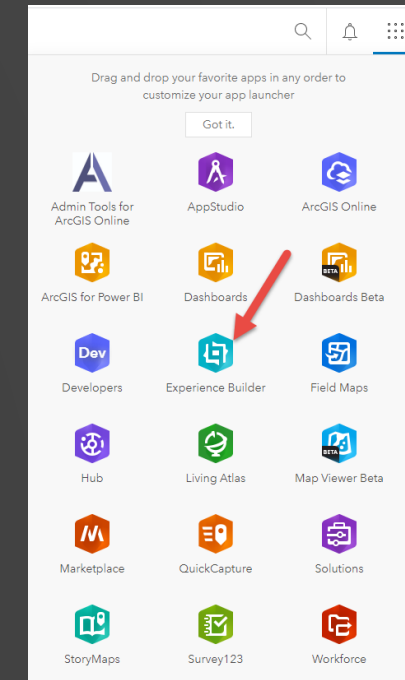 Drag and drop your favorite apps in any order to
customize your app launcher
Got it.
Admin Tools for
ArcGIS Online
AppStudio
ArcGIS Online
ArcGIS for Power BI
Dashboards
BETA
Dashboards Beta
Dev
Developers
Experience Builder
Field Maps
Hub
Living Atlas
BETA
Map Viewer Beta
Marketplace
QuickCapture
Solutions
StoryMaps
Survey123
Workforce